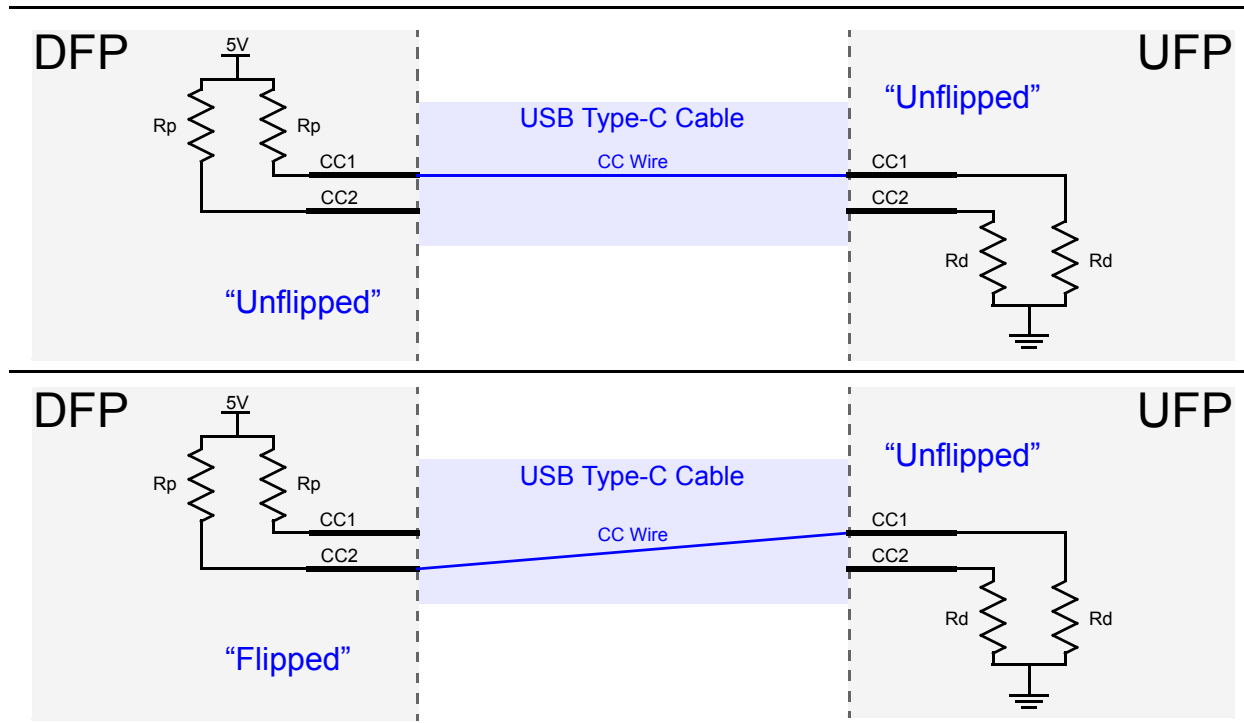 DFP
UFP
5V
“Unflipped”
USB Type-C Cable
Rp
Rp
CC1
CC Wire
CC1
CC2
CC2
Rd
Rd
“Unflipped”
DFP
UFP
5V
“Unflipped”
USB Type-C Cable
Rp
Rp
CC1
CC Wire
CC1
CC2
CC2
Rd
Rd
“Flipped”